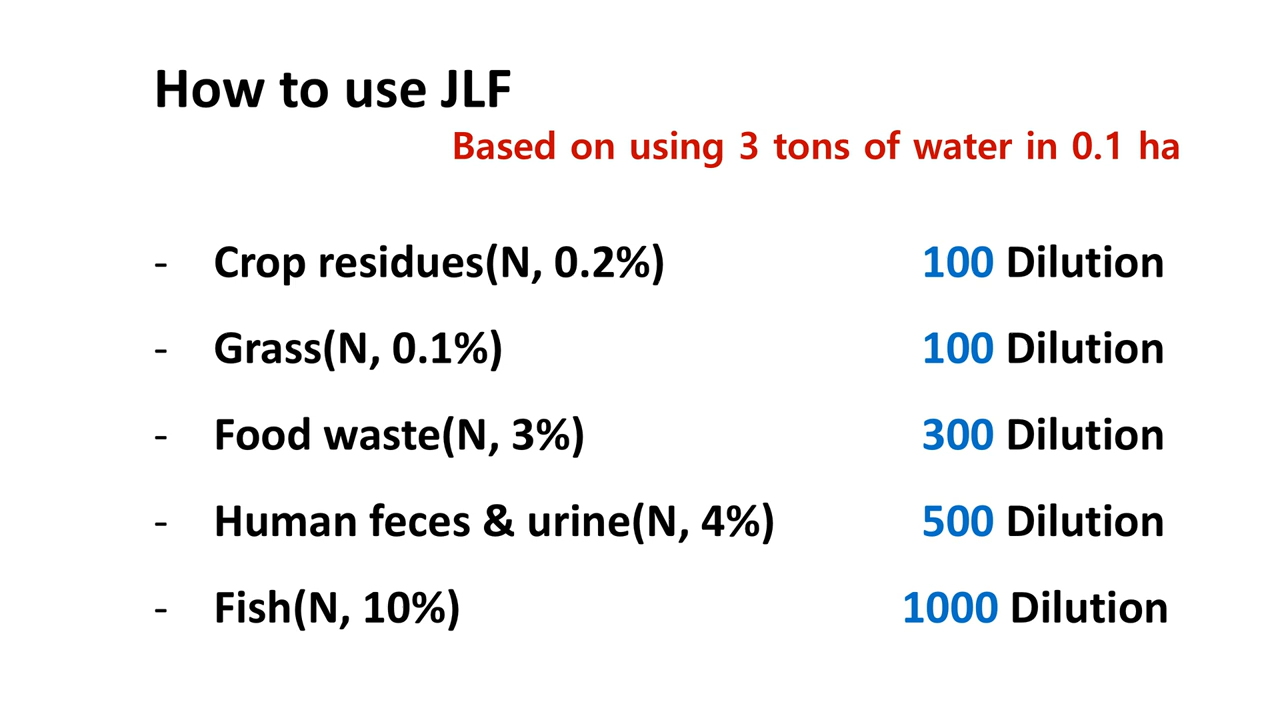 How to use JLF
Based on using 3 tons of water in 0.1 ha
- Crop residues(N, 0.2%) 100 Dilution
- Grass(N, 0.1%) 100 Dilution
- Food waste(N, 3%) 300 Dilution
- Human feces & urine(N, 4%) 500 Dilution
- Fish(N, 10%) 1000 Dilution